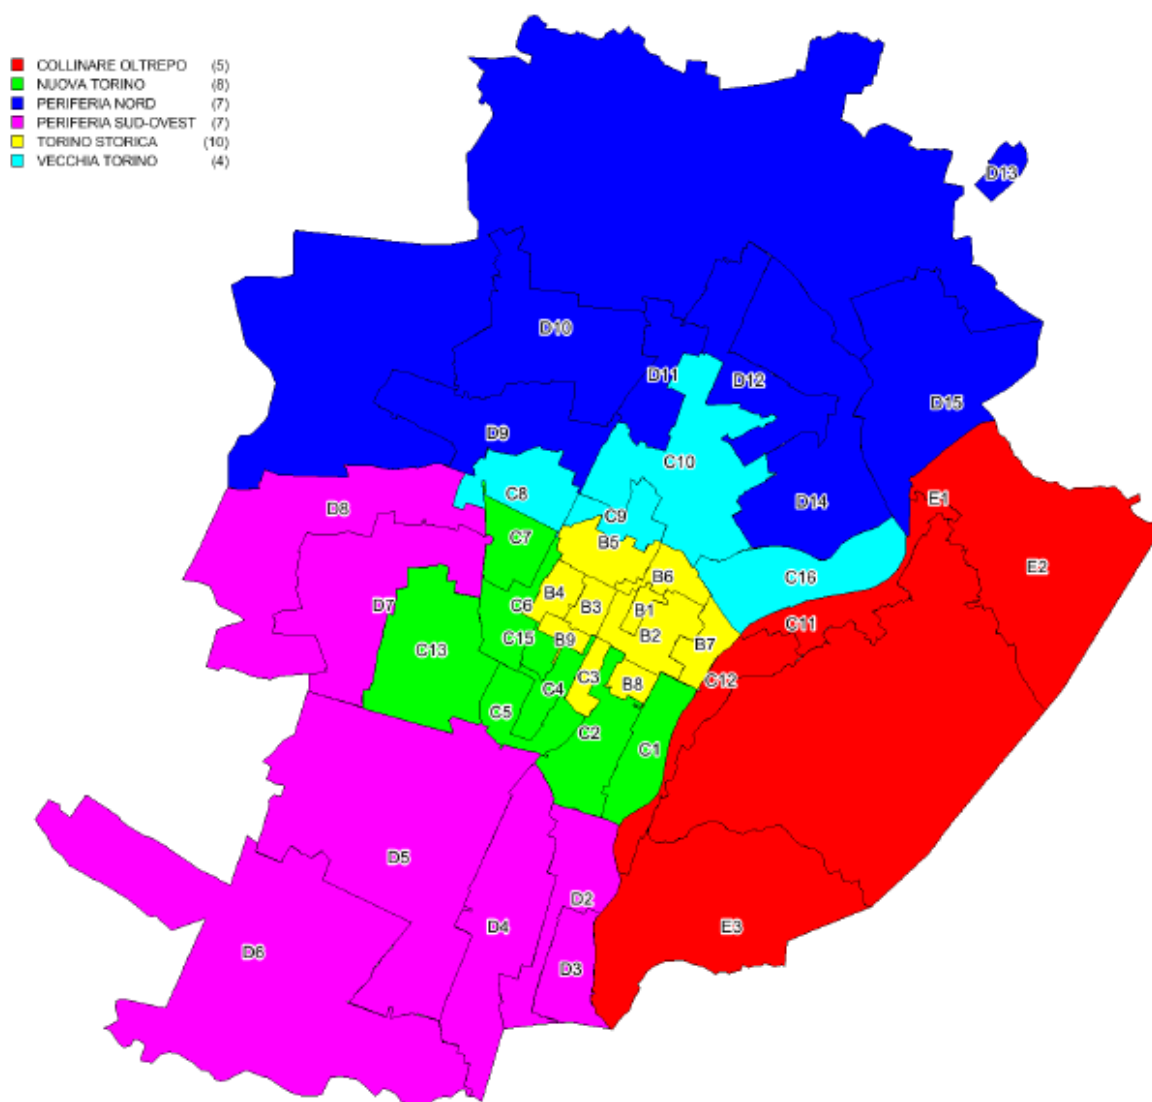 COLLINARE OLTREPO (5)
NUOVA TORINO (8)
PERIFERIA NORD (7)
PERIFERIA SUD-OVEST (7)
TORINO STORICA (10)
VECCHIA TORINO (4)
D13
D10
D11
D12
D15
D9
C10
C8
D8
D14
E1
C9
C7
B5
E2
B6
C16
D7
B4
C6
B3
B1
C11
C15
B9
B2
B7
C13
C3
C12
C4
B8
C5
C2
C1
D5
D2
D4
E3
D6
D3